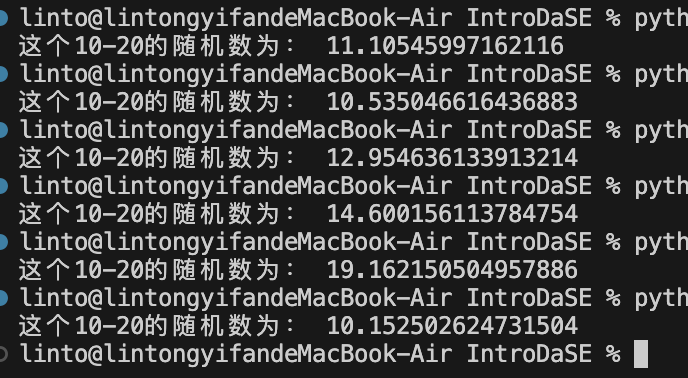 linto@lintongyifandeMacBook-Air IntroDaSE % pyth
这个10-20的随机数为： 11.10545997162116
linto@lintongyifandeMacBook-Air IntroDaSE % pyth
这个10-20的随机数为： 10.535046616436883
linto@lintongyifandeMacBook-Air IntroDaSE % pyth
这个10-20的随机数为： 12.954636133913214
linto@lintongyifandeMacBook-Air IntroDaSE % pyth
这个10-20的随机数为： 14.600156113784754
linto@lintongyifandeMacBook-Air IntroDaSE % pyth
这个10-20的随机数为： 19.162150504957886
linto@lintongyifandeMacBook-Air IntroDaSE % pyth
这个10-20的随机数为： 10.152502624731504
linto@lintongyifandeMacBook-Air IntroDaSE %